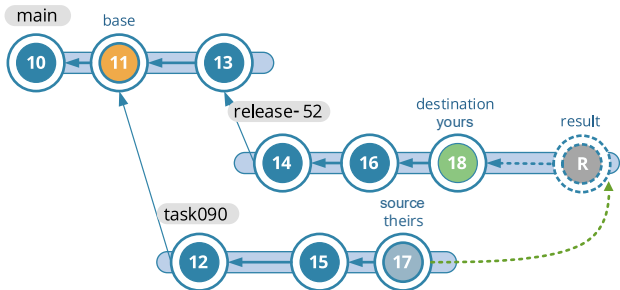 main
base
10
11
13
release-52
destination
yours
result
14
16
18
R
task090
source
theirs
12
15
17